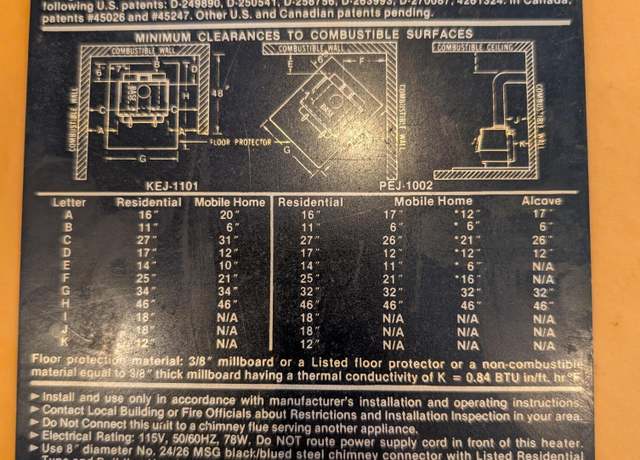 following U.S. patents: D-249890, D-250541, D-258756, D-263993, D-270087, 4261324. In Canada,
patents #45026 and #45247. Other U.S. and Canadian patents pending.
MINIMUM CLEARANCES TO COMBUSTIBLE SURFACES
COMBUSTIBLE WALL COMBUSTIBLE WALL COMBUSTIBLE CEILING
COMBUSTIBLE WALL COMBUSTIBLE WALL COMBUSTIBLE WALL
48"
FLOOR PROTECTOR
G G
KEJ-1101 PEJ-1002
Letter Residential Mobile Home Residential Mobile Home Alcove
A 16" 20" 16" 17" *12" 17"
B 11" 6" 11" 6" *6" 6"
C 27" 31" 27" 26" *21" 26"
D 17" 12" 17" *12" *12" 12"
E 14" 10" 14" 11" *6" N/A
F 25" 21" 25" 21" *16" N/A
G 34" 34" 32" 32" 32" 32"
H 46" 46" 46" 46" 46" 46"
I 18" N/A 18" N/A N/A
J 18" N/A 18" N/A N/A
K 12" N/A 12" N/A N/A
Floor protection material: 3/8" millboard or a Listed floor protector or a non-combustible
material equal to 3/8" thick millboard having a thermal conductivity of K = 0.84 BTU in/ft. hr °F
► Install and use only in accordance with manufacturer's installation and operating instructions.
► Contact Local Building or Fire Officials about Restrictions and Installation Inspection in your area.
► Do Not Connect this unit to a chimney flue serving another appliance.
► Electrical Rating: 115V, 50/60HZ, 78W. Do NOT route power supply cord in front of this heater.
► Use 8" diameter No. 24/26 MSG black/blued steel chimney connector with Listed Residential